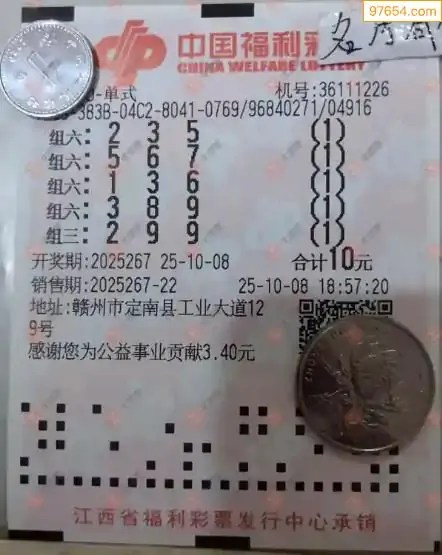 97654.com
中国福利彩
CHINA WELFARE LOTTERY
-单式
机号:36111226
-383B-04C2-8041-0769/96840271/04916
组六: 2 3 5 (1)
组六: 5 6 7 (1)
组六: 1 3 6 (1)
组六: 3 8 9 (1)
组三: 2 9 9 (1)
开奖期:2025267 25-10-08 合计10元
销售期:2025267-22 25-10-08 18:57:20
地址:赣州市定南县工业大道12
9号
感谢您为公益事业贡献3.40元
江西省福利彩票发行中心承销